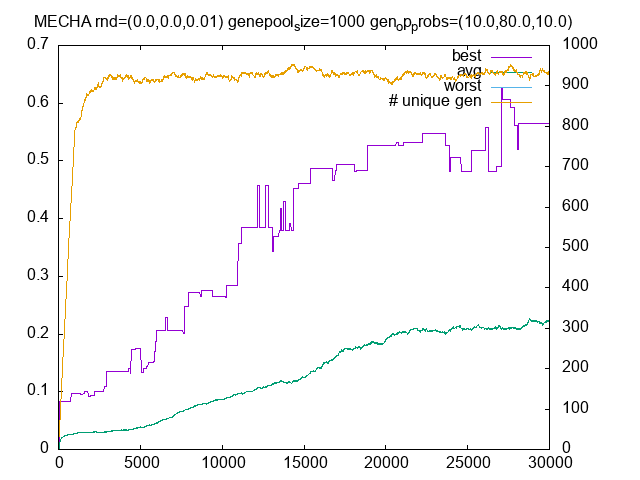 MECHA rnd=(0.0,0.0,0.01) genepool_size=1000 gen_op_probs=(10.0,80.0,10.0)
0.7 1000
best
avg
0.6 900
worst
# unique gen
800
0.5 700
600
0.4
500
0.3 400
0.2 300
200
0.1 100
0 0
0 5000 10000 15000 20000 25000 30000